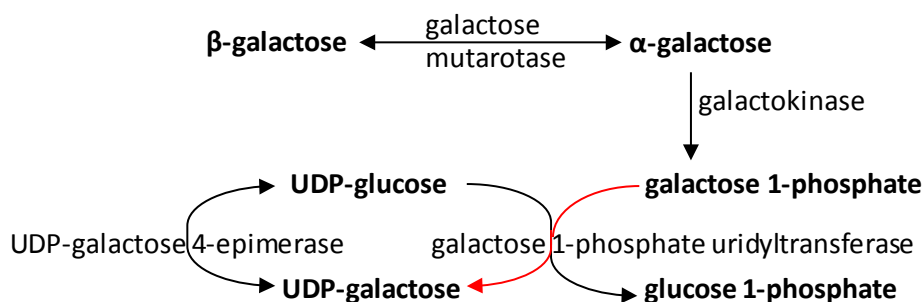 β-galactose galactose α-galactose
mutarotase
galactokinase
UDP-glucose galactose 1-phosphate
UDP-galactose 4-epimerase galactose 1-phosphate uridyltransferase
UDP-galactose glucose 1-phosphate